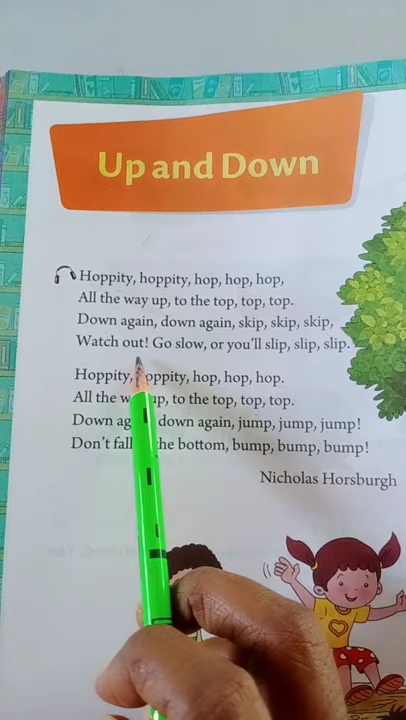 Up and Down
Hoppity, hoppity, hop, hop, hop,
All the way up, to the top, top, top.
Down again, down again, skip, skip, skip,
Watch out! Go slow, or you'll slip, slip, slip.
Hoppity, hoppity, hop, hop, hop.
All the up, to the top, top, top.
Down down again, jump, jump, jump!
Don't fall the bottom, bump, bump, bump!
Nicholas Horsburgh